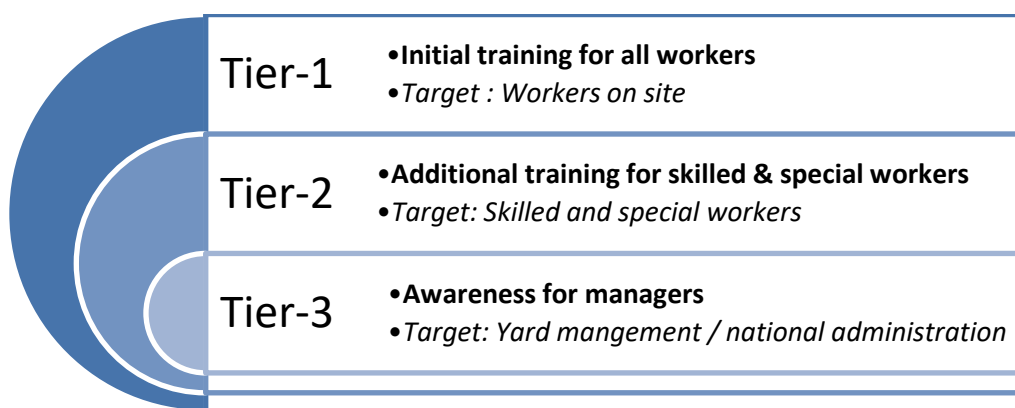 Tier-1
•Initial training for all workers
•Target : Workers on site
Tier-2
•Additional training for skilled & special workers
•Target: Skilled and special workers
Tier-3
•Awareness for managers
•Target: Yard mangement / national administration